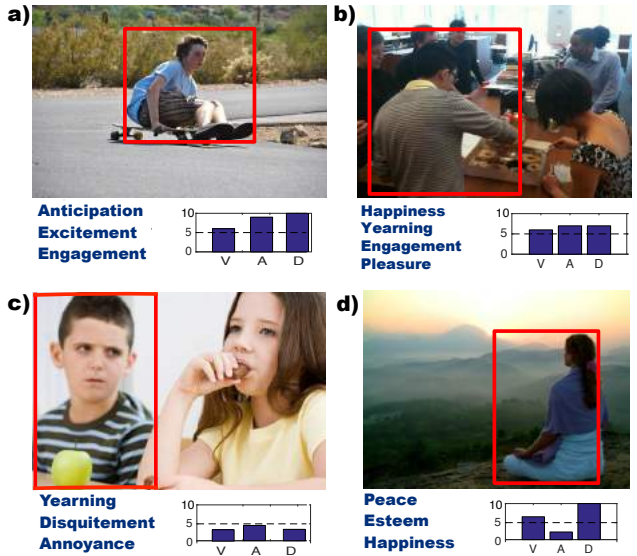 a)
b)
Anticipation
Excitement
Engagement
10
5
0
V A D
Happiness
Yearning
Engagement
Pleasure
10
5
0
V A D
c)
d)
Yearning
Disquitement
Annoyance
10
5
0
V A D
Peace
Esteem
Happiness
10
5
0
V A D